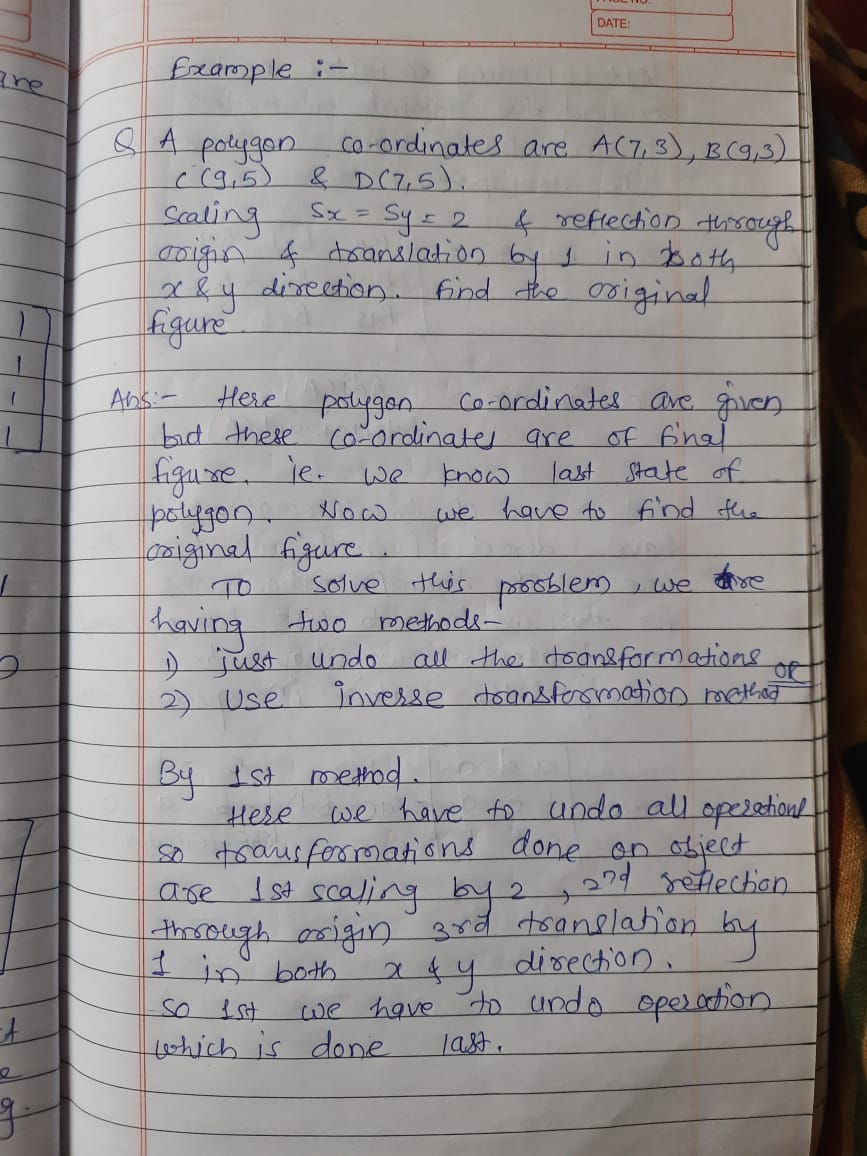 PAGE NO.
DATE:
Example :-
Q A polygon co-ordinates are A(7,3), B(9,3)
C(9,5) & D(7,5).
Scaling Sx = Sy = 2 & reflection through
origin & translation by 1 in both
x & y direction. find the original
figure.
Ans:- Here polygon co-ordinates are given
but these co-ordinates are of final
figure. ie. we know last state of
polygon. Now we have to find the
original figure.
To solve this problem, we are
having two methods-
1) just undo all the transformations or
2) Use inverse transformation method
By 1st method.
Here we have to undo all operations
so transformations done on object
are 1st scaling by 2, 2nd reflection
through origin 3rd translation by
1 in both x & y direction.
so 1st we have to undo operation
which is done last.